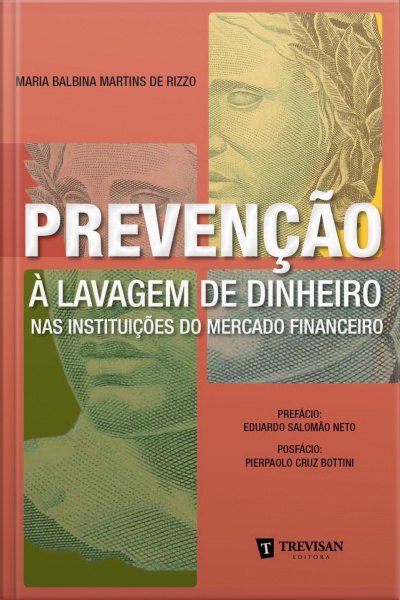 MARIA BALBINA MARTINS DE RIZZO
PREVENÇÃO
À LAVAGEM DE DINHEIRO
NAS INSTITUIÇÕES DO MERCADO FINANCEIRO
PREFÁCIO:
EDUARDO SALOMÃO NETO
POSFÁCIO:
PIERPAOLO CRUZ BOTTINI
T TREVISAN
EDITORA